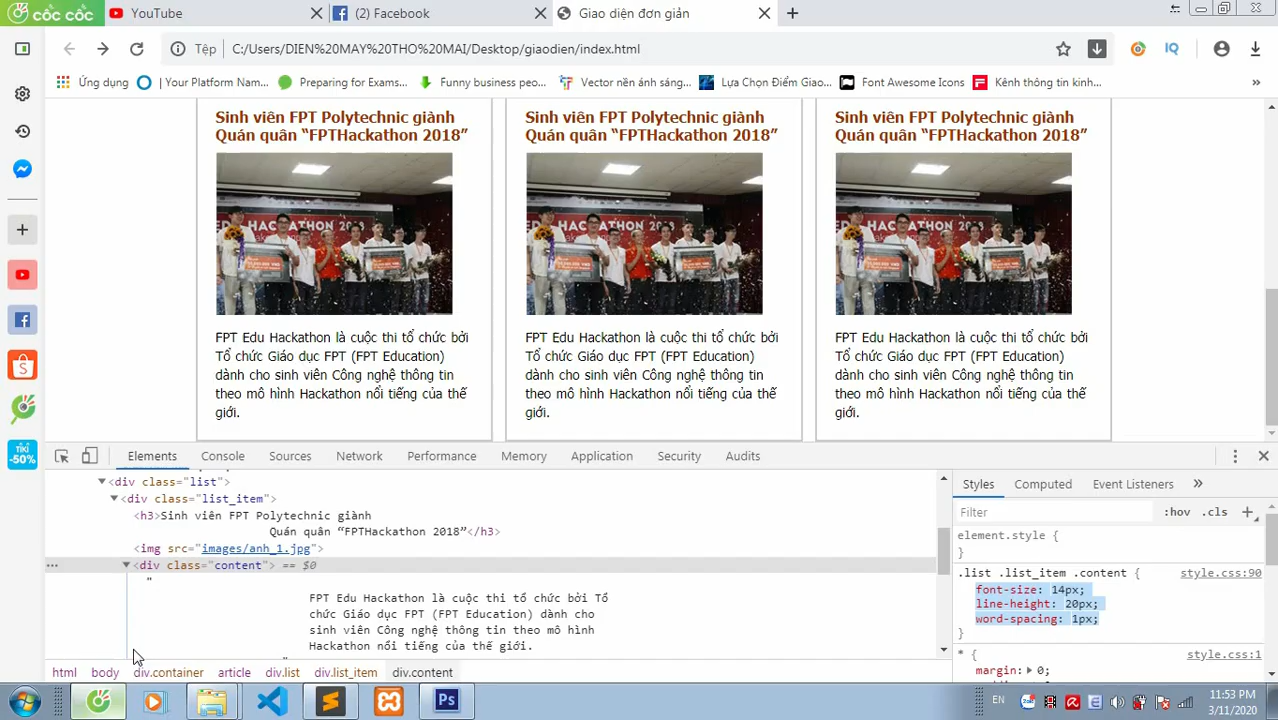 cốc cốc
YouTube
(2) Facebook
Giao diện đơn giản
Tệp
C:/Users/DIEN%20MAY%20THO%20MAI/Desktop/giaodien/index.html
IQ
Ứng dụng
| Your Platform Nam...
Preparing for Exams...
Funny business peo...
Vector nền ánh sáng...
Lựa Chọn Điểm Giao...
Font Awesome Icons
Kênh thông tin kinh...
»
Sinh viên FPT Polytechnic giành
Quán quân “FPTHackathon 2018”
Sinh viên FPT Polytechnic giành
Quán quân “FPTHackathon 2018”
Sinh viên FPT Polytechnic giành
Quán quân “FPTHackathon 2018”
HACKATHON 2018
HACKATHON 2018
HACKATHON 2018
FPT Edu Hackathon là cuộc thi tổ chức bởi
Tổ chức Giáo dục FPT (FPT Education)
dành cho sinh viên Công nghệ thông tin
theo mô hình Hackathon nổi tiếng của thế
giới.
FPT Edu Hackathon là cuộc thi tổ chức bởi
Tổ chức Giáo dục FPT (FPT Education)
dành cho sinh viên Công nghệ thông tin
theo mô hình Hackathon nổi tiếng của thế
giới.
FPT Edu Hackathon là cuộc thi tổ chức bởi
Tổ chức Giáo dục FPT (FPT Education)
dành cho sinh viên Công nghệ thông tin
theo mô hình Hackathon nổi tiếng của thế
giới.
TIKI
-50%
Elements
Console
Sources
Network
Performance
Memory
Application
Security
Audits
<div class="list">
<div class="list_item">
<h3>Sinh viên FPT Polytechnic giành
Quán quân “FPTHackathon 2018”</h3>
<img src="images/anh_1.jpg">
... <div class="content"> == $0
"
FPT Edu Hackathon là cuộc thi tổ chức bởi Tổ
chức Giáo dục FPT (FPT Education) dành cho
sinh viên Công nghệ thông tin theo mô hình
Hackathon nổi tiếng của thế giới.
"
html
body
div.container
article
div.list
div.list_item
div.content
Styles
Computed
Event Listeners
»
Filter
:hov
.cls
+
element.style {
}
.list .list_item .content {
style.css:90
font-size: 14px;
line-height: 20px;
word-spacing: 1px;
}
* {
style.css:1
margin: 0;
Ps
EN
Zalo
11:53 PM
3/11/2020